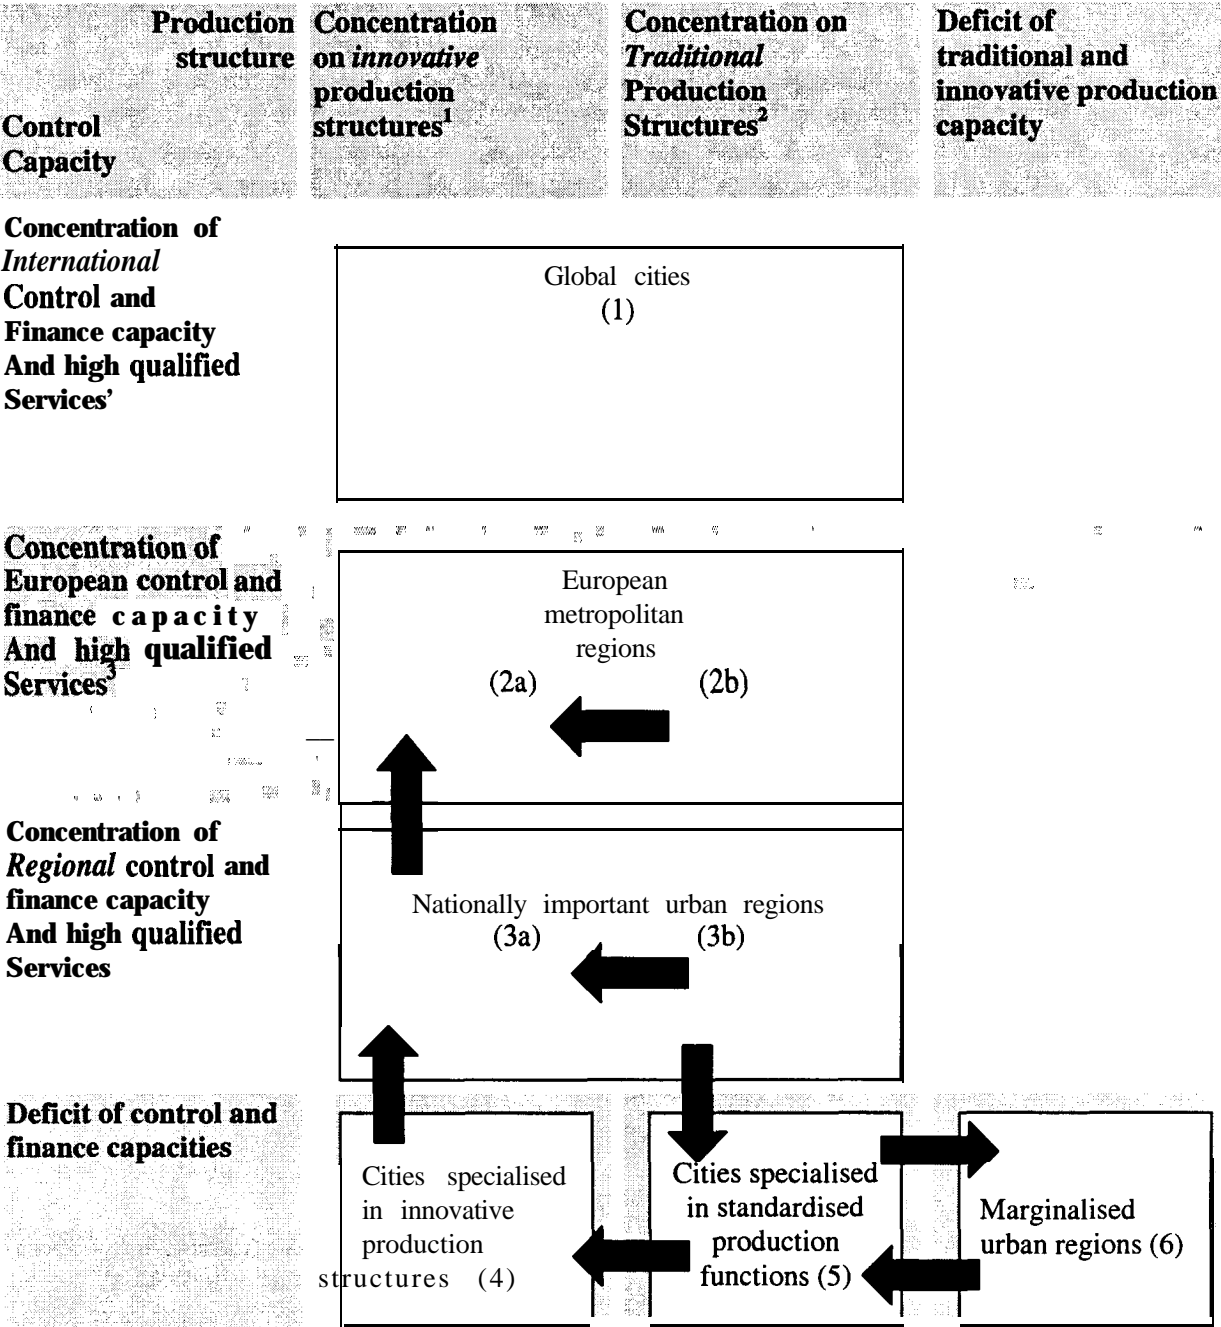 Production
structure
Control
Capacity
Concentration
on innovative
production
structures¹
Concentration on
Traditional
Production
Structures²
Deficit of
traditional and
innovative production
capacity
Concentration of
International
Control and
Finance capacity
And high qualified
Services'
Global cities
(1)
Concentration of
European control and
finance capacity
And high qualified
Services³
European
metropolitan
regions
(2a) (2b)
Concentration of
Regional control and
finance capacity
And high qualified
Services
Nationally important urban regions
(3a) (3b)
Deficit of control and
finance capacities
Cities specialised
in innovative
production
structures (4)
Cities specialised
in standardised
production
functions (5)
Marginalised
urban regions (6)